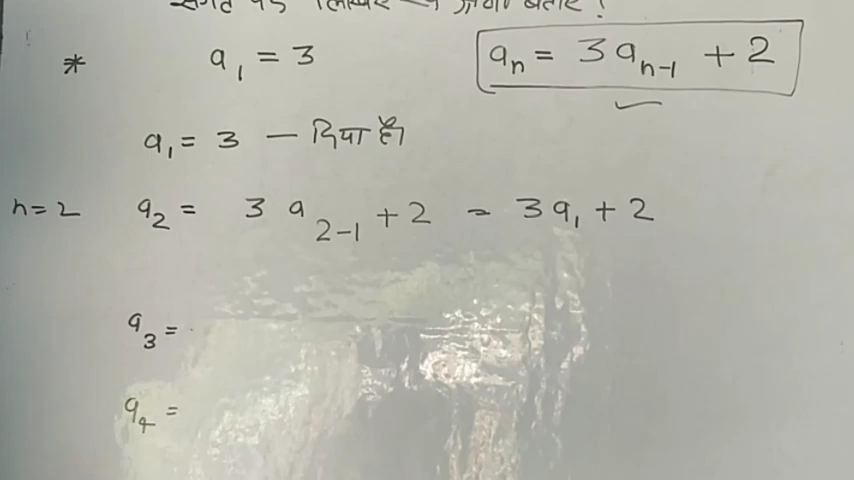 * a₁ = 3 aₙ = 3aₙ₋₁ + 2
a₁ = 3 — दिया है।
n = 2 a₂ = 3 a₂₋₁ + 2 = 3a₁ + 2
a₃ =
a₄ =